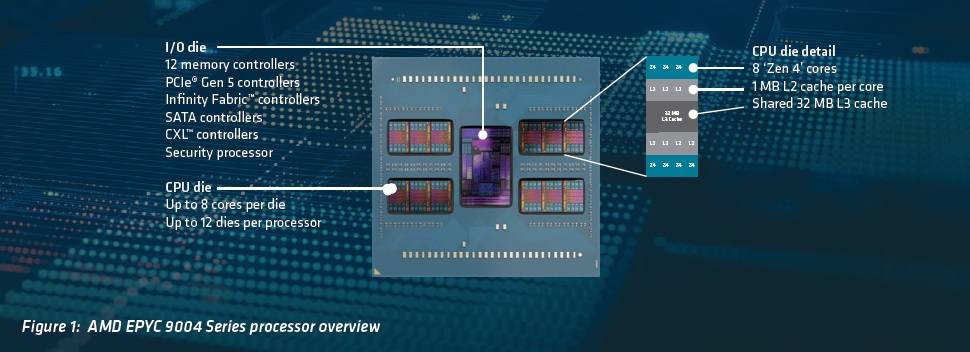 I/O die
12 memory controllers
PCIe® Gen 5 controllers
Infinity Fabric™ controllers
SATA controllers
CXL™ controllers
Security processor
CPU die
Up to 8 cores per die
Up to 12 dies per processor
35.16
Z4 Z4 Z4
L2 L2 L2
32 MB
L3 Cache
L2 L2 L2 L2
Z4 Z4 Z4 Z4
CPU die detail
8 ‘Zen 4’ cores
1 MB L2 cache per core
Shared 32 MB L3 cache
Figure 1: AMD EPYC 9004 Series processor overview